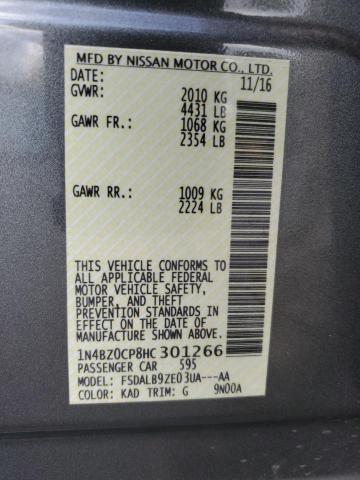 MFD BY NISSAN MOTOR CO., LTD.
DATE: 11/16
GVWR: 2010 KG
4431 LB
GAWR FR.: 1068 KG
2354 LB
GAWR RR.: 1009 KG
2224 LB
THIS VEHICLE CONFORMS TO
ALL APPLICABLE FEDERAL
MOTOR VEHICLE SAFETY,
BUMPER, AND THEFT
PREVENTION STANDARDS IN
EFFECT ON THE DATE OF
MANUFACTURE SHOWN ABOVE.
1N4BZ0CP8HC301266
PASSENGER CAR 595
MODEL: FSDALB9ZE03UA---AA
COLOR: KAD TRIM: G 9N00A